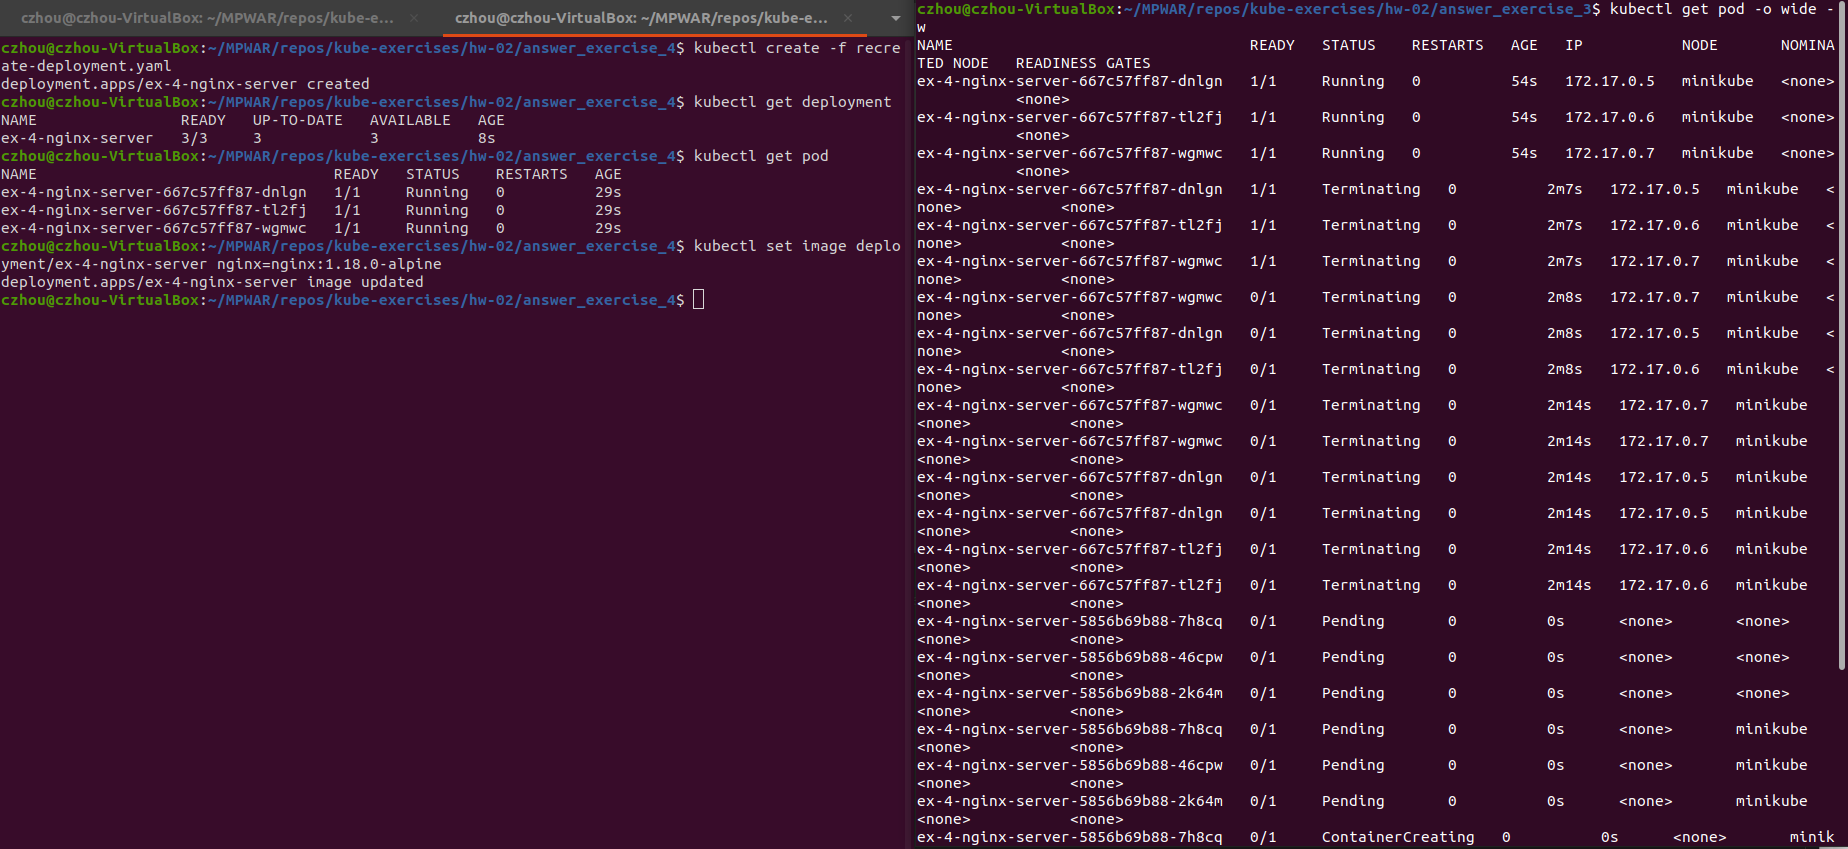 czhou@czhou-VirtualBox: ~/MPWAR/repos/kube-e... ×
czhou@czhou-VirtualBox: ~/MPWAR/repos/kube-e... ×
czhou@czhou-VirtualBox:~/MPWAR/repos/kube-exercises/hw-02/answer_exercise_4$ kubectl create -f recre
ate-deployment.yaml
deployment.apps/ex-4-nginx-server created
czhou@czhou-VirtualBox:~/MPWAR/repos/kube-exercises/hw-02/answer_exercise_4$ kubectl get deployment
NAME                READY   UP-TO-DATE   AVAILABLE   AGE
ex-4-nginx-server   3/3     3            3           8s
czhou@czhou-VirtualBox:~/MPWAR/repos/kube-exercises/hw-02/answer_exercise_4$ kubectl get pod
NAME                                 READY   STATUS    RESTARTS   AGE
ex-4-nginx-server-667c57ff87-dnlgn   1/1     Running   0          29s
ex-4-nginx-server-667c57ff87-tl2fj   1/1     Running   0          29s
ex-4-nginx-server-667c57ff87-wgmwc   1/1     Running   0          29s
czhou@czhou-VirtualBox:~/MPWAR/repos/kube-exercises/hw-02/answer_exercise_4$ kubectl set image deplo
yment/ex-4-nginx-server nginx=nginx:1.18.0-alpine
deployment.apps/ex-4-nginx-server image updated
czhou@czhou-VirtualBox:~/MPWAR/repos/kube-exercises/hw-02/answer_exercise_4$
czhou@czhou-VirtualBox:~/MPWAR/repos/kube-exercises/hw-02/answer_exercise_3$ kubectl get pod -o wide -
w
NAME                                 READY   STATUS    RESTARTS   AGE   IP           NODE       NOMINA
TED NODE   READINESS GATES
ex-4-nginx-server-667c57ff87-dnlgn   1/1     Running   0          54s   172.17.0.5   minikube   <none>
           <none>
ex-4-nginx-server-667c57ff87-tl2fj   1/1     Running   0          54s   172.17.0.6   minikube   <none>
           <none>
ex-4-nginx-server-667c57ff87-wgmwc   1/1     Running   0          54s   172.17.0.7   minikube   <none>
           <none>
ex-4-nginx-server-667c57ff87-dnlgn   1/1     Terminating   0          2m7s   172.17.0.5   minikube   <
none>           <none>
ex-4-nginx-server-667c57ff87-tl2fj   1/1     Terminating   0          2m7s   172.17.0.6   minikube   <
none>           <none>
ex-4-nginx-server-667c57ff87-wgmwc   1/1     Terminating   0          2m7s   172.17.0.7   minikube   <
none>           <none>
ex-4-nginx-server-667c57ff87-wgmwc   0/1     Terminating   0          2m8s   172.17.0.7   minikube   <
none>           <none>
ex-4-nginx-server-667c57ff87-dnlgn   0/1     Terminating   0          2m8s   172.17.0.5   minikube   <
none>           <none>
ex-4-nginx-server-667c57ff87-tl2fj   0/1     Terminating   0          2m8s   172.17.0.6   minikube   <
none>           <none>
ex-4-nginx-server-667c57ff87-wgmwc   0/1     Terminating   0          2m14s   172.17.0.7   minikube
<none>           <none>
ex-4-nginx-server-667c57ff87-wgmwc   0/1     Terminating   0          2m14s   172.17.0.7   minikube
<none>           <none>
ex-4-nginx-server-667c57ff87-dnlgn   0/1     Terminating   0          2m14s   172.17.0.5   minikube
<none>           <none>
ex-4-nginx-server-667c57ff87-dnlgn   0/1     Terminating   0          2m14s   172.17.0.5   minikube
<none>           <none>
ex-4-nginx-server-667c57ff87-tl2fj   0/1     Terminating   0          2m14s   172.17.0.6   minikube
<none>           <none>
ex-4-nginx-server-667c57ff87-tl2fj   0/1     Terminating   0          2m14s   172.17.0.6   minikube
<none>           <none>
ex-4-nginx-server-5856b69b88-7h8cq   0/1     Pending       0          0s      <none>       <none>
<none>           <none>
ex-4-nginx-server-5856b69b88-46cpw   0/1     Pending       0          0s      <none>       <none>
<none>           <none>
ex-4-nginx-server-5856b69b88-2k64m   0/1     Pending       0          0s      <none>       <none>
<none>           <none>
ex-4-nginx-server-5856b69b88-7h8cq   0/1     Pending       0          0s      <none>       minikube
<none>           <none>
ex-4-nginx-server-5856b69b88-46cpw   0/1     Pending       0          0s      <none>       minikube
<none>           <none>
ex-4-nginx-server-5856b69b88-2k64m   0/1     Pending       0          0s      <none>       minikube
<none>           <none>
ex-4-nginx-server-5856b69b88-7h8cq   0/1     ContainerCreating   0          0s      <none>       minik